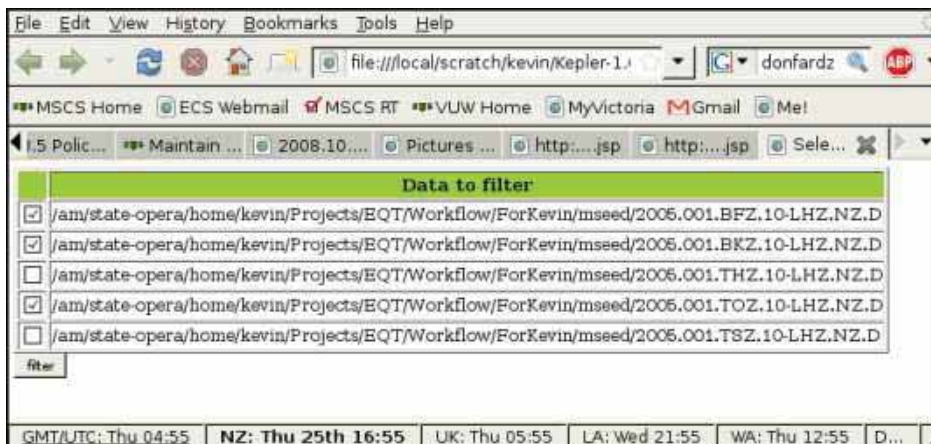 File Edit View History Bookmarks Tools Help
file:///local/scratch/kevin/Kepler-1. G donfardz ABP
MSCS Home ECS Webmail MSCS RT VUW Home MyVictoria Gmail Me!
I.5 Polic... Maintain ... 2008.10.... Pictures ... http:....jsp http:....jsp Sele...
Data to filter
/am/state-opera/home/kevin/Projects/EQT/Workflow/ForKevin/mseed/2005.001.BFZ.10-LHZ.NZ.D
/am/state-opera/home/kevin/Projects/EQT/Workflow/ForKevin/mseed/2005.001.BKZ.10-LHZ.NZ.D
/am/state-opera/home/kevin/Projects/EQT/Workflow/ForKevin/mseed/2005.001.THZ.10-LHZ.NZ.D
/am/state-opera/home/kevin/Projects/EQT/Workflow/ForKevin/mseed/2005.001.TOZ.10-LHZ.NZ.D
/am/state-opera/home/kevin/Projects/EQT/Workflow/ForKevin/mseed/2005.001.TSZ.10-LHZ.NZ.D
filter
GMT/UTC: Thu 04:55 NZ: Thu 25th 16:55 UK: Thu 05:55 LA: Wed 21:55 WA: Thu 12:55 D...